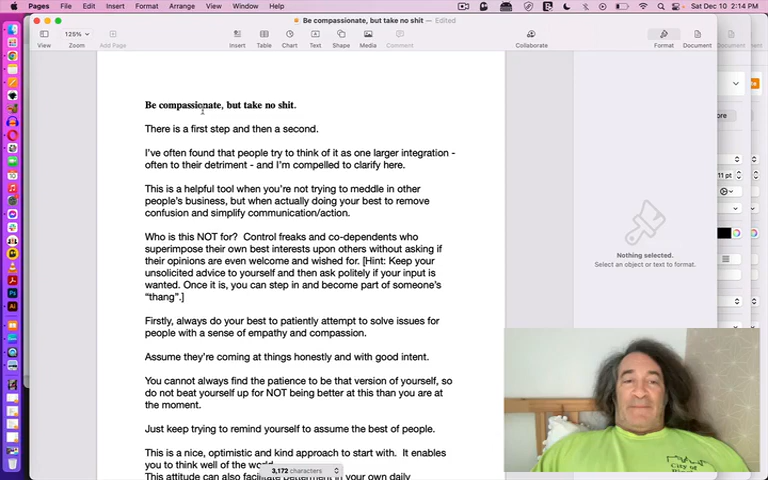 Pages File Edit Insert Format Arrange View Window Help Sat Dec 10 2:14 PM
Be compassionate, but take no shit — Edited
125%
View Zoom Add Page Insert Table Chart Text Shape Media Comment Collaborate Format Document
Be compassionate, but take no shit.
There is a first step and then a second.
I've often found that people try to think of it as one larger integration -
often to their detriment - and I'm compelled to clarify here.
This is a helpful tool when you're not trying to meddle in other
people's business, but when actually doing your best to remove
confusion and simplify communication/action.
Who is this NOT for?  Control freaks and co-dependents who
superimpose their own best interests upon others without asking if
their opinions are even welcome and wished for. [Hint: Keep your
unsolicited advice to yourself and then ask politely if your input is
wanted. Once it is, you can step in and become part of someone's
"thang".]
Firstly, always do your best to patiently attempt to solve issues for
people with a sense of empathy and compassion.
Assume they're coming at things honestly and with good intent.
You cannot always find the patience to be that version of yourself, so
do not beat yourself up for NOT being better at this than you are at
the moment.
Just keep trying to remind yourself to assume the best of people.
This is a nice, optimistic and kind approach to start with.  It enables
you to think well of the
This attitude can also facilitate betterment in your own daily
3,172 characters
Nothing selected.
Select an object or text to format.
11 pt
City of